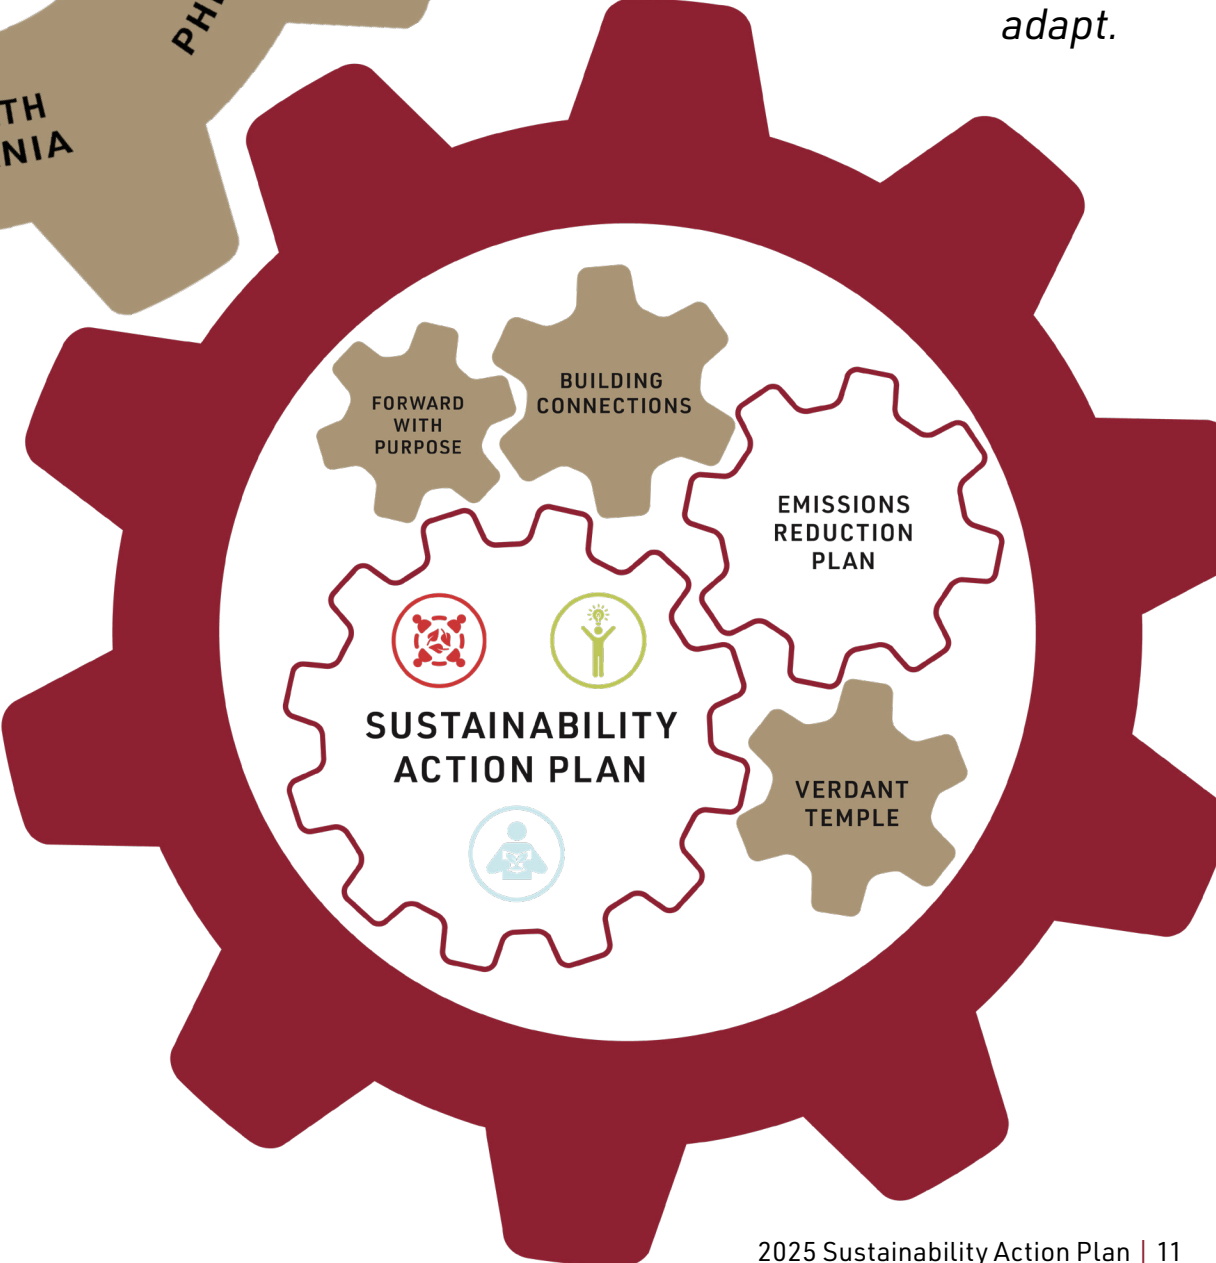 adapt.
BUILDING
CONNECTIONS
FORWARD
WITH
PURPOSE
EMISSIONS
REDUCTION
PLAN
SUSTAINABILITY
ACTION PLAN
VERDANT
TEMPLE
2025 Sustainability Action Plan | 11